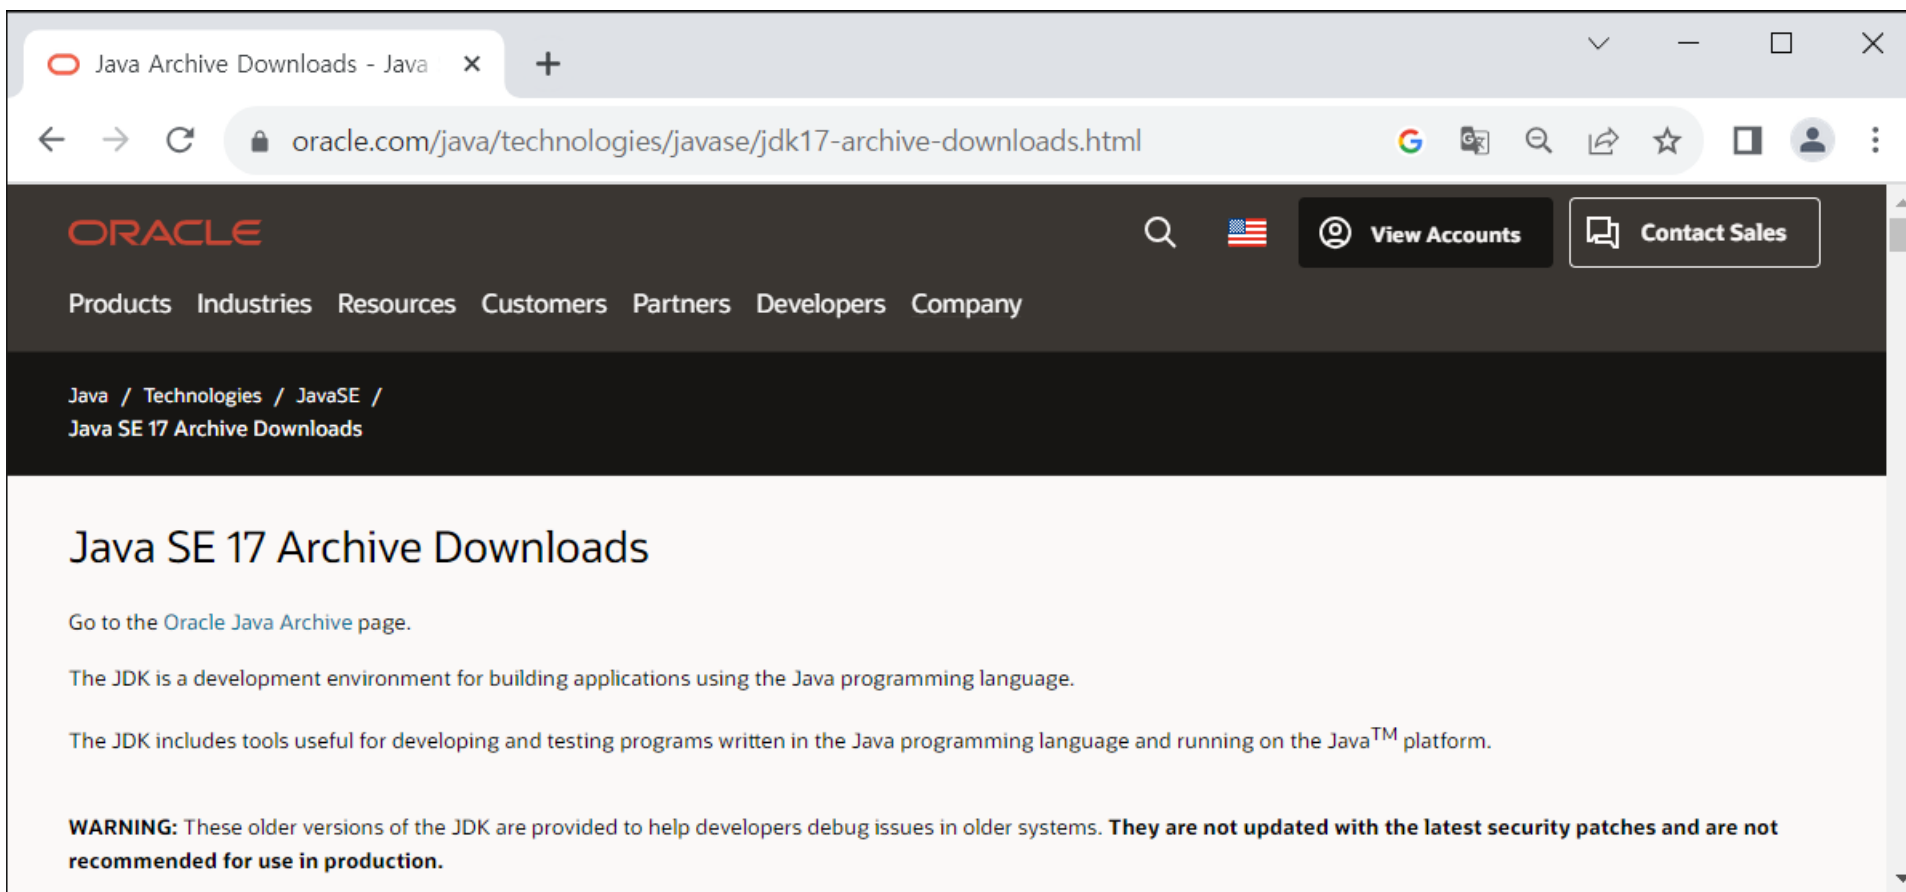 Java Archive Downloads - Java
oracle.com/java/technologies/javase/jdk17-archive-downloads.html
ORACLE
View Accounts
Contact Sales
Products Industries Resources Customers Partners Developers Company
Java / Technologies / JavaSE /
Java SE 17 Archive Downloads
Java SE 17 Archive Downloads
Go to the Oracle Java Archive page.
The JDK is a development environment for building applications using the Java programming language.
The JDK includes tools useful for developing and testing programs written in the Java programming language and running on the Java™ platform.
WARNING: These older versions of the JDK are provided to help developers debug issues in older systems. They are not updated with the latest security patches and are not
recommended for use in production.